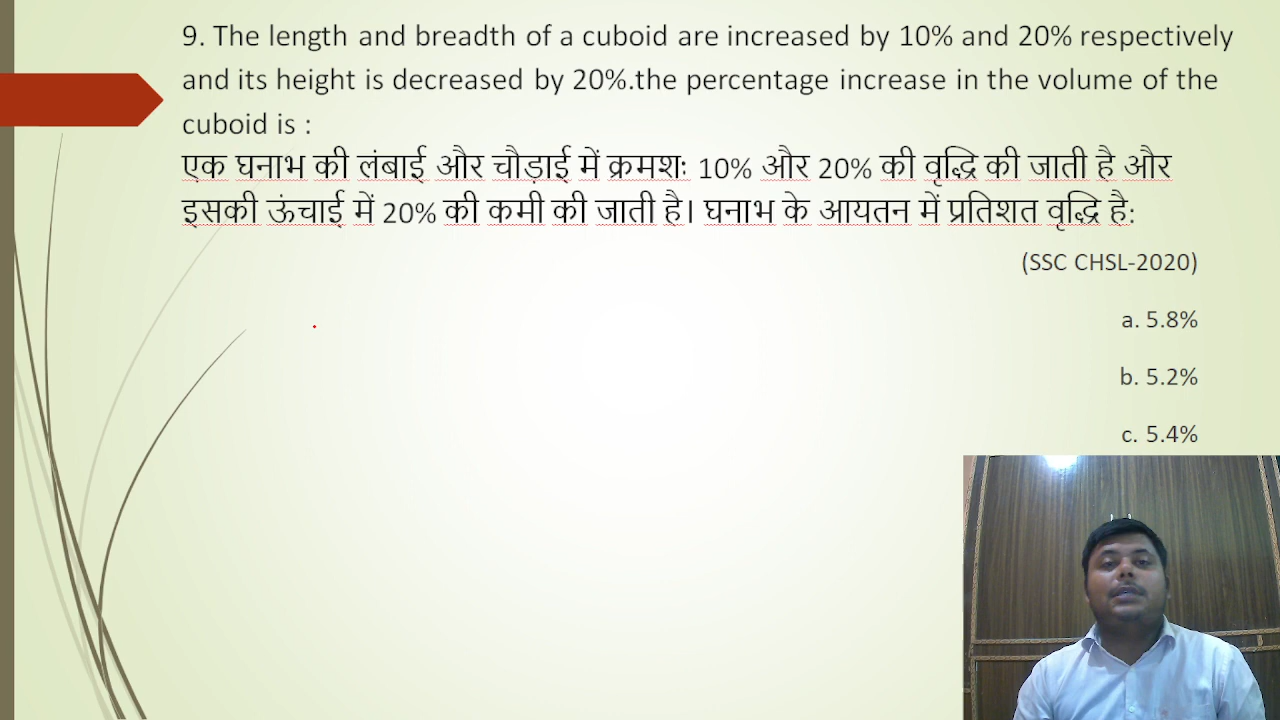 9. The length and breadth of a cuboid are increased by 10% and 20% respectively
and its height is decreased by 20%.the percentage increase in the volume of the
cuboid is :
एक घनाभ की लंबाई और चौड़ाई में क्रमशः 10% और 20% की वृद्धि की जाती है और
इसकी ऊंचाई में 20% की कमी की जाती है। घनाभ के आयतन में प्रतिशत वृद्धि है:
(SSC CHSL-2020)
a. 5.8%
b. 5.2%
c. 5.4%